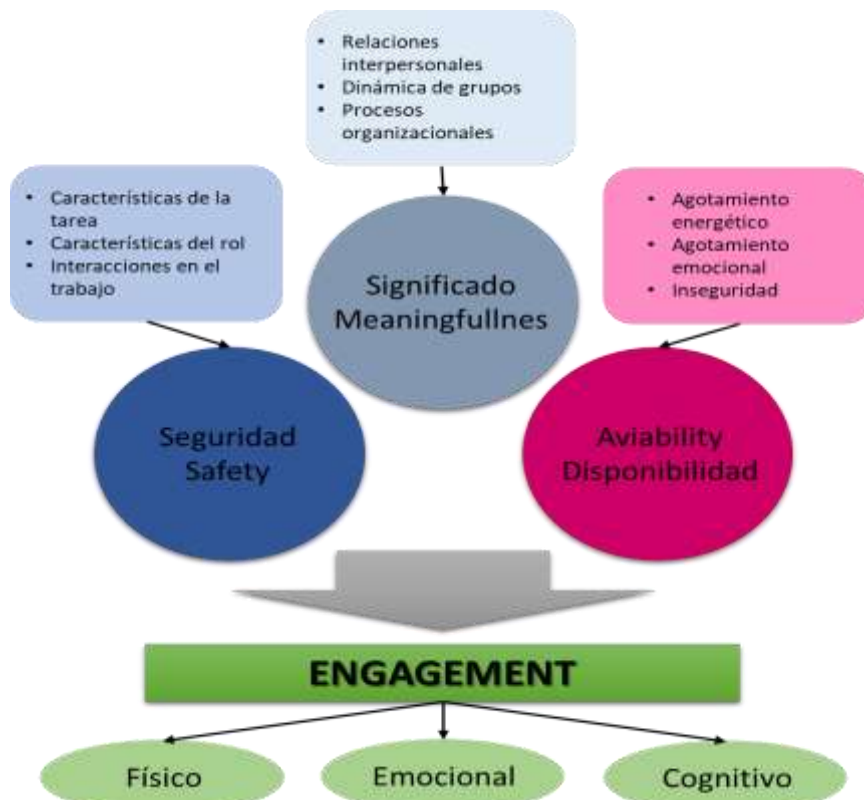 • Relaciones
interpersonales
• Dinámica de grupos
• Procesos
organizacionales
• Características de la
tarea
• Características del rol
• Interacciones en el
trabajo
• Agotamiento
energético
• Agotamiento
emocional
• Inseguridad
Significado
Meaningfullnes
Seguridad
Safety
Aviability
Disponibilidad
ENGAGEMENT
Físico
Emocional
Cognitivo